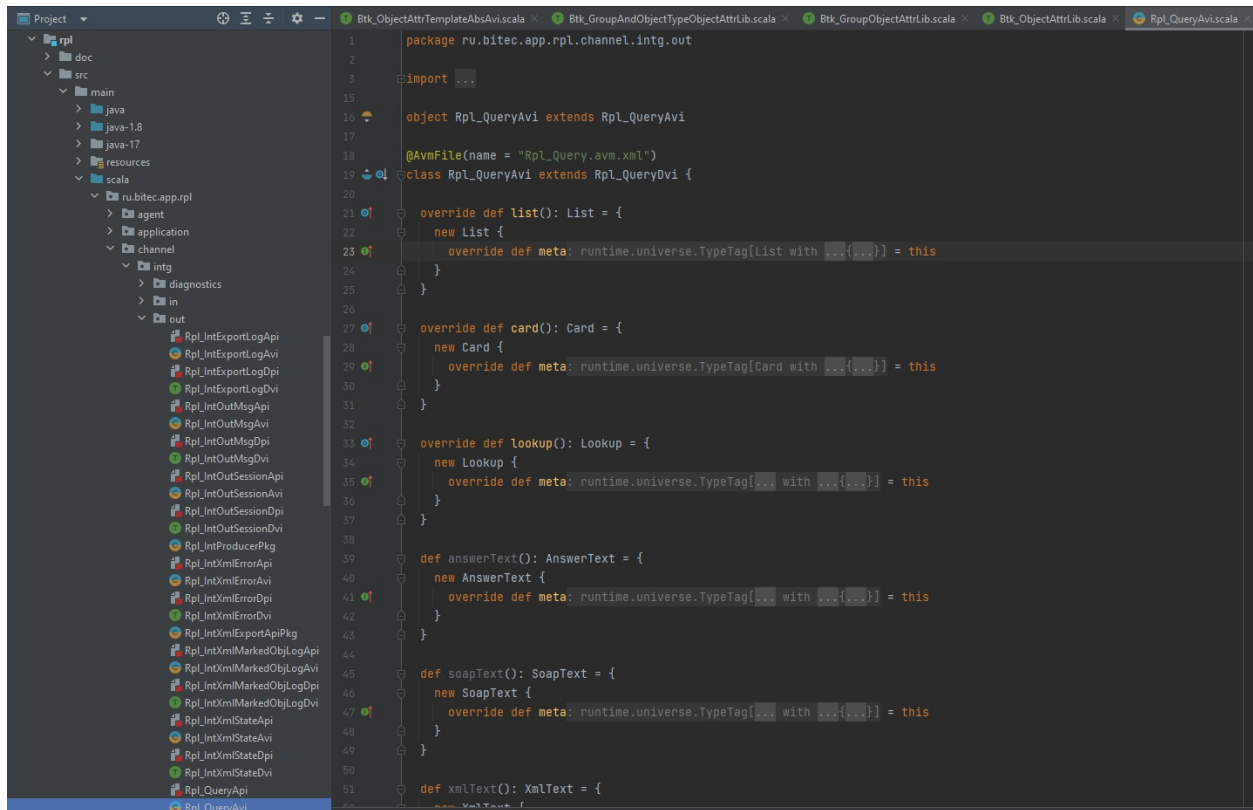 Project
Btk_ObjectAttrTemplateAbsAvi.scala
Btk_GroupAndObjectTypeObjectAttrLib.scala
Btk_GroupObjectAttrLib.scala
Btk_ObjectAttrLib.scala
Rpl_QueryAvi.scala
rpl
doc
src
main
java
java-1.8
java-17
resources
scala
ru.bitec.app.rpl
agent
application
channel
intg
diagnostics
in
out
Rpl_IntExportLogApi
Rpl_IntExportLogAvi
Rpl_IntExportLogDpi
Rpl_IntExportLogDvi
Rpl_IntOutMsgApi
Rpl_IntOutMsgAvi
Rpl_IntOutMsgDpi
Rpl_IntOutMsgDvi
Rpl_IntOutSessionApi
Rpl_IntOutSessionAvi
Rpl_IntOutSessionDpi
Rpl_IntOutSessionDvi
Rpl_IntProducerPkg
Rpl_IntXmlErrorApi
Rpl_IntXmlErrorAvi
Rpl_IntXmlErrorDpi
Rpl_IntXmlErrorDvi
Rpl_IntXmlExportApiPkg
Rpl_IntXmlMarkedObjLogApi
Rpl_IntXmlMarkedObjLogAvi
Rpl_IntXmlMarkedObjLogDpi
Rpl_IntXmlMarkedObjLogDvi
Rpl_IntXmlStateApi
Rpl_IntXmlStateAvi
Rpl_IntXmlStateDpi
Rpl_IntXmlStateDvi
Rpl_QueryApi
Rpl_QueryAvi
1 package ru.bitec.app.rpl.channel.intg.out
2
3 import ...
15
16 object Rpl_QueryAvi extends Rpl_QueryAvi
17
18 @AvmFile(name = "Rpl_Query.avm.xml")
19 class Rpl_QueryAvi extends Rpl_QueryDvi {
20
21 override def list(): List = {
22 new List {
23 override def meta: runtime.universe.TypeTag[List with ...{...}] = this
24 }
25 }
26
27 override def card(): Card = {
28 new Card {
29 override def meta: runtime.universe.TypeTag[Card with ...{...}] = this
30 }
31 }
32
33 override def lookup(): Lookup = {
34 new Lookup {
35 override def meta: runtime.universe.TypeTag[... with ...{...}] = this
36 }
37 }
38
39 def answerText(): AnswerText = {
40 new AnswerText {
41 override def meta: runtime.universe.TypeTag[... with ...{...}] = this
42 }
43 }
44
45 def soapText(): SoapText = {
46 new SoapText {
47 override def meta: runtime.universe.TypeTag[... with ...{...}] = this
48 }
49 }
50
51 def xmlText(): XmlText = {
new XmlText {